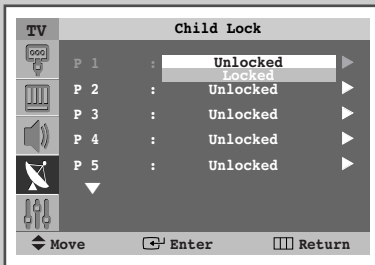 TV Child Lock
P 1 : Unlocked
Locked
P 2 : Unlocked
P 3 : Unlocked
P 4 : Unlocked
P 5 : Unlocked
Move Enter Return